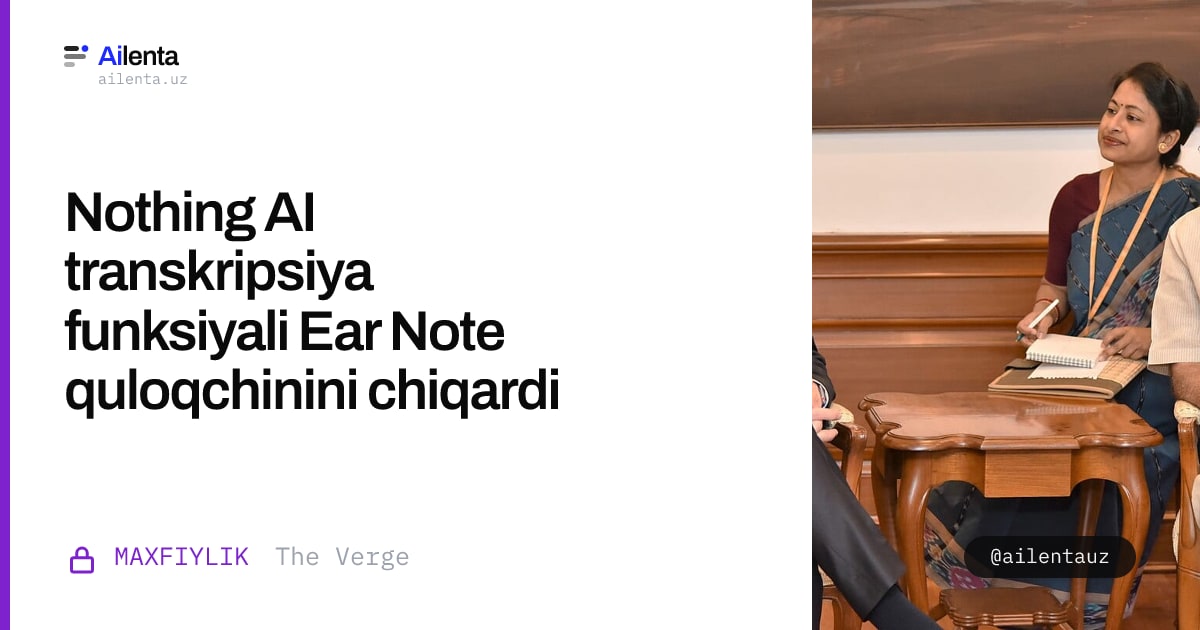 Ailenta
ailenta.uz
Nothing AI
transkripsiya
funksiyali Ear Note
quloqchinini chiqardi
MAXFIYLIK The Verge
@ailentauz